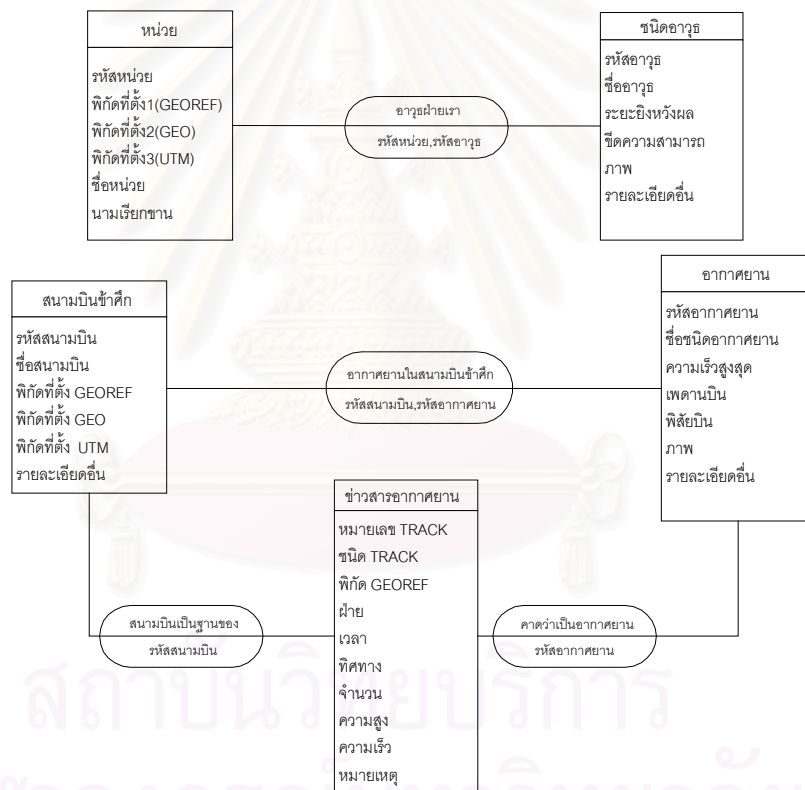 หน่วย
รหัสหน่วย
พิกัดที่ตั้ง1(GEOREF)
พิกัดที่ตั้ง2(GEO)
พิกัดที่ตั้ง3(UTM)
ชื่อหน่วย
นามเรียกขาน
อาวุธฝ่ายเรา
รหัสหน่วย,รหัสอาวุธ
ชนิดอาวุธ
รหัสอาวุธ
ชื่ออาวุธ
ระยะยิงหวังผล
ขีดความสามารถ
ภาพ
รายละเอียดอื่น
สนามบินข้าศึก
รหัสสนามบิน
ชื่อสนามบิน
พิกัดที่ตั้ง GEOREF
พิกัดที่ตั้ง GEO
พิกัดที่ตั้ง UTM
รายละเอียดอื่น
อากาศยานในสนามบินข้าศึก
รหัสสนามบิน,รหัสอากาศยาน
อากาศยาน
รหัสอากาศยาน
ชื่อชนิดอากาศยาน
ความเร็วสูงสุด
เพดานบิน
พิสัยบิน
ภาพ
รายละเอียดอื่น
ข่าวสารอากาศยาน
หมายเลข TRACK
ชนิด TRACK
พิกัด GEOREF
ฝ่าย
เวลา
ทิศทาง
จำนวน
ความสูง
ความเร็ว
หมายเหตุ
สนามบินเป็นฐานของ
รหัสสนามบิน
คาดว่าเป็นอากาศยาน
รหัสอากาศยาน
สถาบันวิทยบริการ